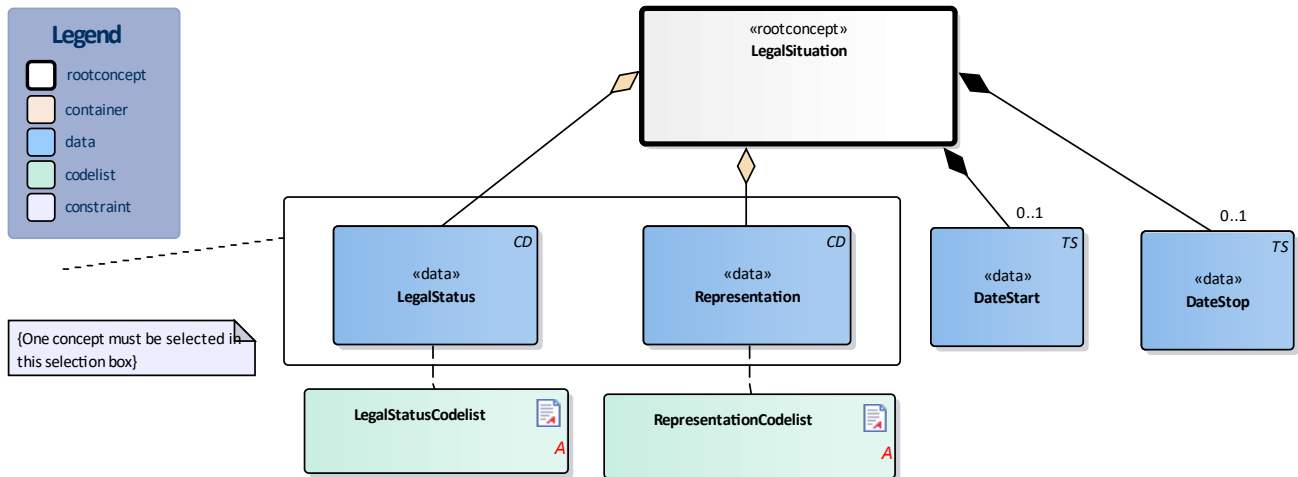 Legend
rootconcept
container
data
codelist
constraint
«rootconcept»
LegalSituation
0..1
0..1
CD
«data»
LegalStatus
CD
«data»
Representation
TS
«data»
DateStart
TS
«data»
DateStop
{One concept must be selected in
this selection box}
LegalStatusCodelist
A
RepresentationCodelist
A